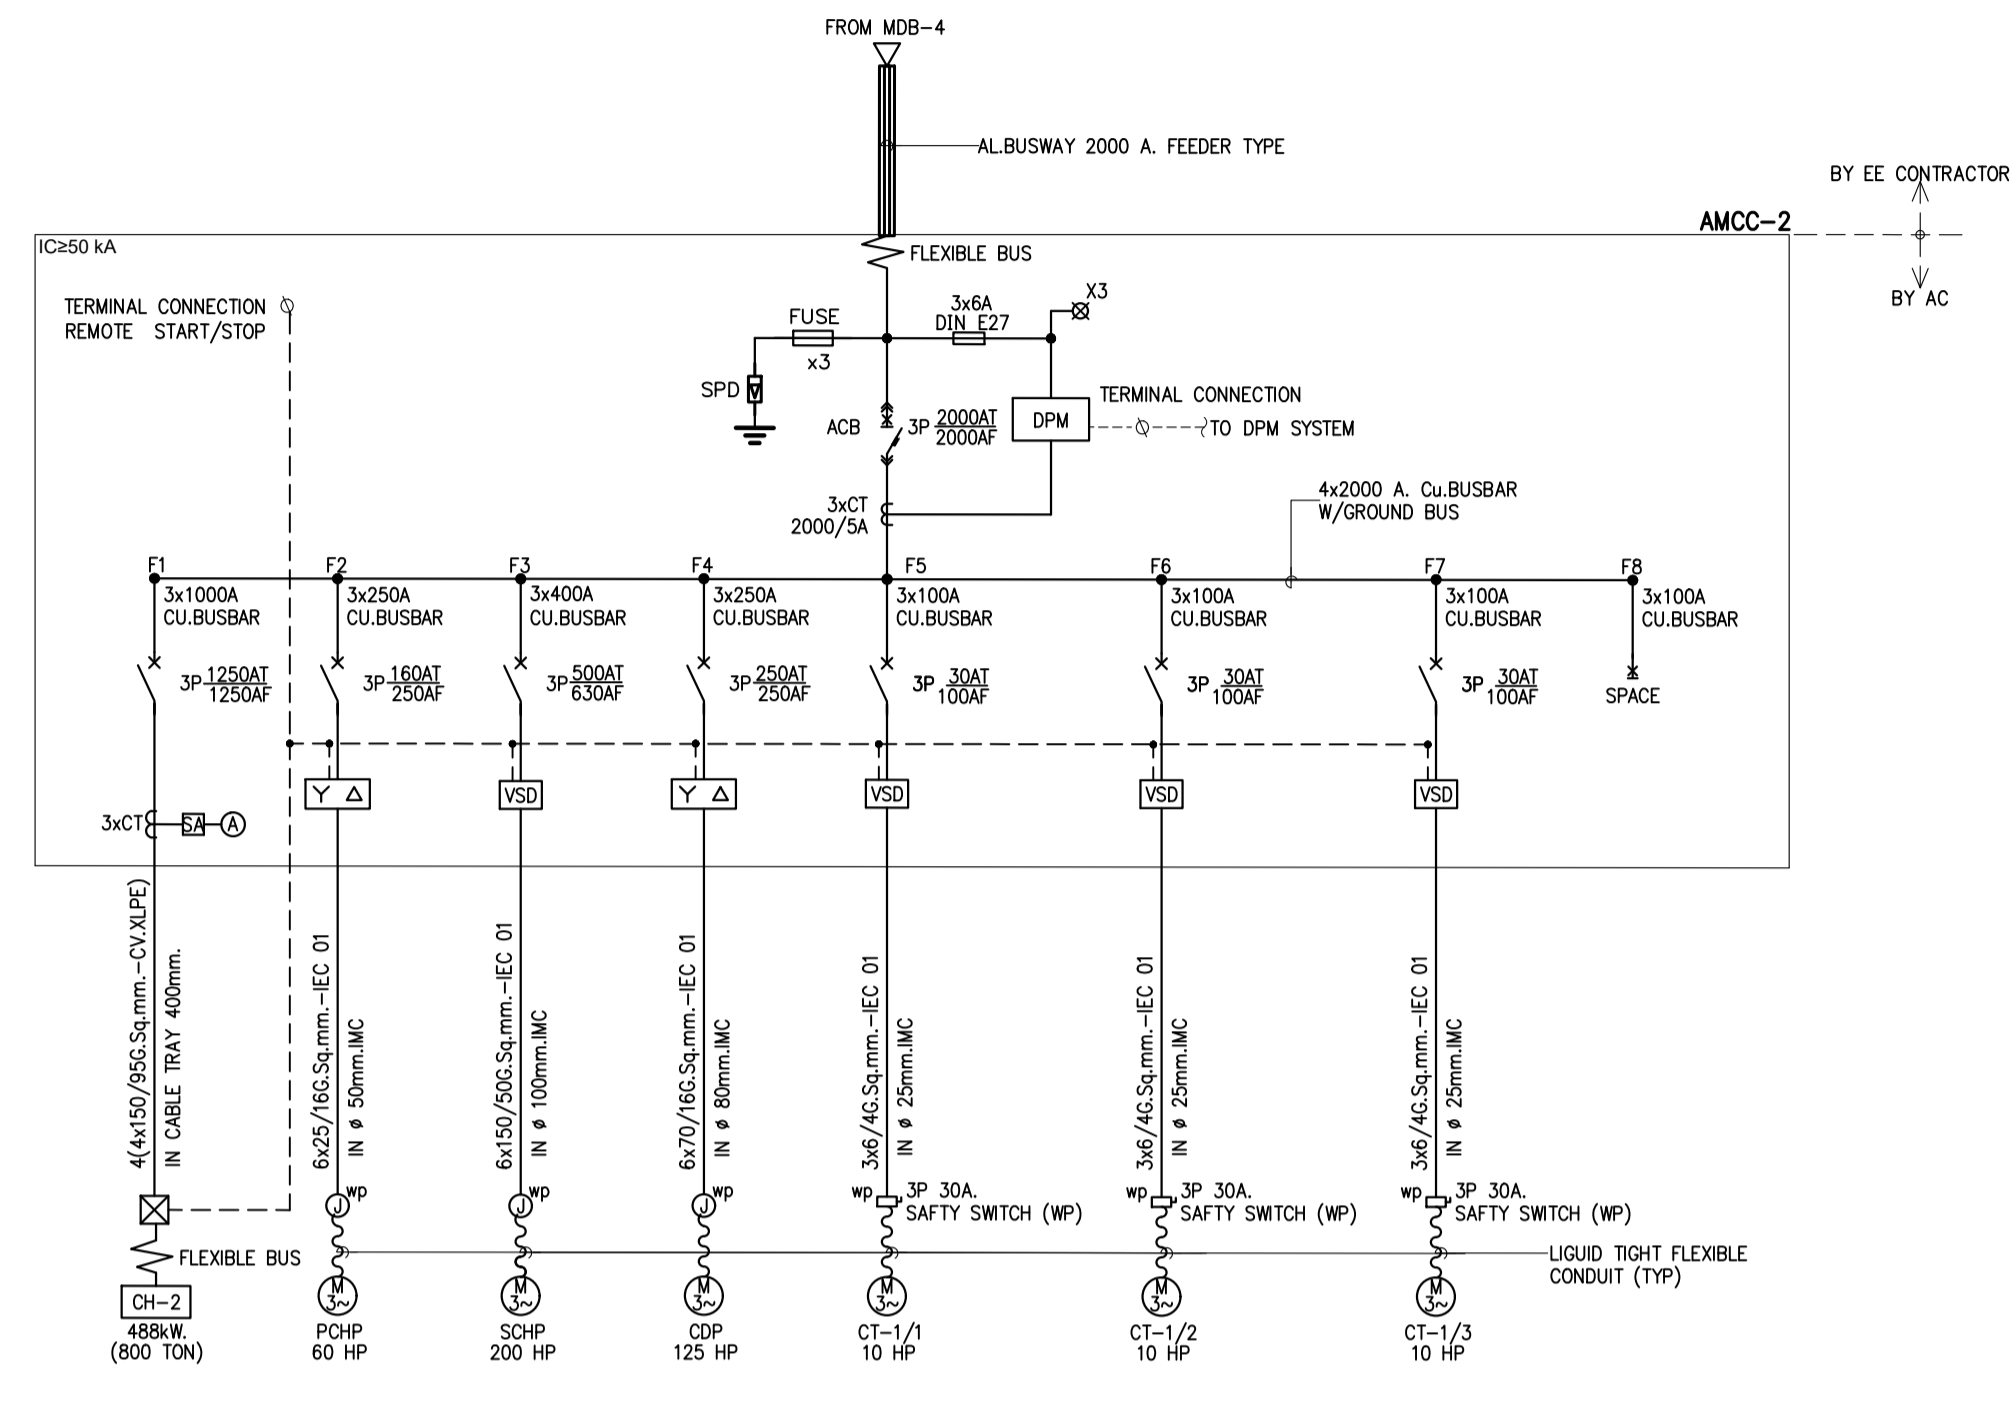 FROM MDB-4
AL.BUSWAY 2000 A. FEEDER TYPE
BY EE CONTRACTOR
AMCC-2
BY AC
IC≥50 kA
FLEXIBLE BUS
TERMINAL CONNECTION
REMOTE START/STOP
FUSE
x3
3x6A
DIN E27
X3
SPD
ACB
3P 2000AT
2000AF
DPM
TERMINAL CONNECTION
TO DPM SYSTEM
3xCT
2000/5A
4x2000 A. Cu.BUSBAR
W/GROUND BUS
F1
3x1000A
CU.BUSBAR
F2
3x250A
CU.BUSBAR
F3
3x400A
CU.BUSBAR
F4
3x250A
CU.BUSBAR
F5
3x100A
CU.BUSBAR
F6
3x100A
CU.BUSBAR
F7
3x100A
CU.BUSBAR
F8
3x100A
CU.BUSBAR
3P 1250AT
1250AF
3P 160AT
250AF
3P 500AT
630AF
3P 250AT
250AF
3P 30AT
100AF
3P 30AT
100AF
3P 30AT
100AF
SPACE
Y Δ
VSD
Y Δ
VSD
VSD
VSD
3xCT
SA
A
4(4x150/95G.Sq.mm.-CV.XLPE)
IN CABLE TRAY 400mm.
6x25/16G.Sq.mm.-IEC 01
IN ø 50mm.IMC
6x150/50G.Sq.mm.-IEC 01
IN ø 100mm.IMC
6x70/16G.Sq.mm.-IEC 01
IN ø 80mm.IMC
3x6/4G.Sq.mm.-IEC 01
IN ø 25mm.IMC
3x6/4G.Sq.mm.-IEC 01
IN ø 25mm.IMC
3x6/4G.Sq.mm.-IEC 01
IN ø 25mm.IMC
J wp
J wp
J wp
wp 3P 30A.
SAFTY SWITCH (WP)
wp 3P 30A.
SAFTY SWITCH (WP)
wp 3P 30A.
SAFTY SWITCH (WP)
FLEXIBLE BUS
LIGUID TIGHT FLEXIBLE
CONDUIT (TYP)
CH-2
488kW.
(800 TON)
M
3~
PCHP
60 HP
M
3~
SCHP
200 HP
M
3~
CDP
125 HP
M
3~
CT-1/1
10 HP
M
3~
CT-1/2
10 HP
M
3~
CT-1/3
10 HP